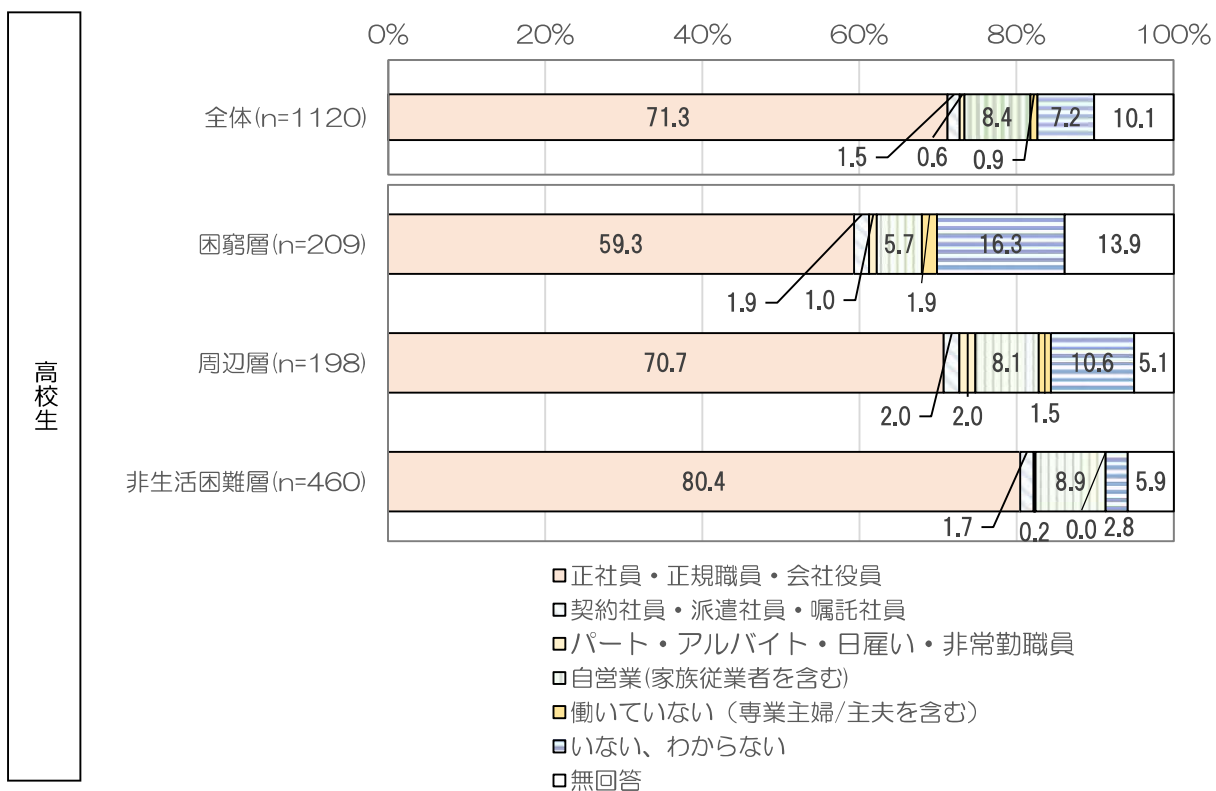 高校生
0% 20% 40% 60% 80% 100%
全体(n=1120) 71.3 8.4 7.2 10.1
1.5 0.6 0.9
困窮層(n=209) 59.3 5.7 16.3 13.9
1.9 1.0 1.9
周辺層(n=198) 70.7 8.1 10.6 5.1
2.0 2.0 1.5
非生活困難層(n=460) 80.4 8.9 5.9
1.7 0.2 0.0 2.8
正社員・正規職員・会社役員
契約社員・派遣社員・嘱託社員
パート・アルバイト・日雇い・非常勤職員
自営業(家族従業者を含む)
働いていない（専業主婦/主夫を含む）
いない、わからない
無回答